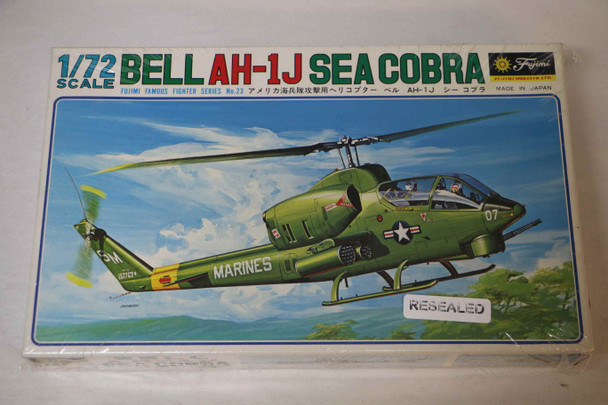 1/72
SCALE
BELL AH-1J SEA COBRA
Fujimi
FUJIMI FAMOUS FIGHTER SERIES No.23 アメリカ海兵隊攻撃用ヘリコプター ベル AH-1J シー コブラ
MADE IN JAPAN
07
MARINES
RESEALED